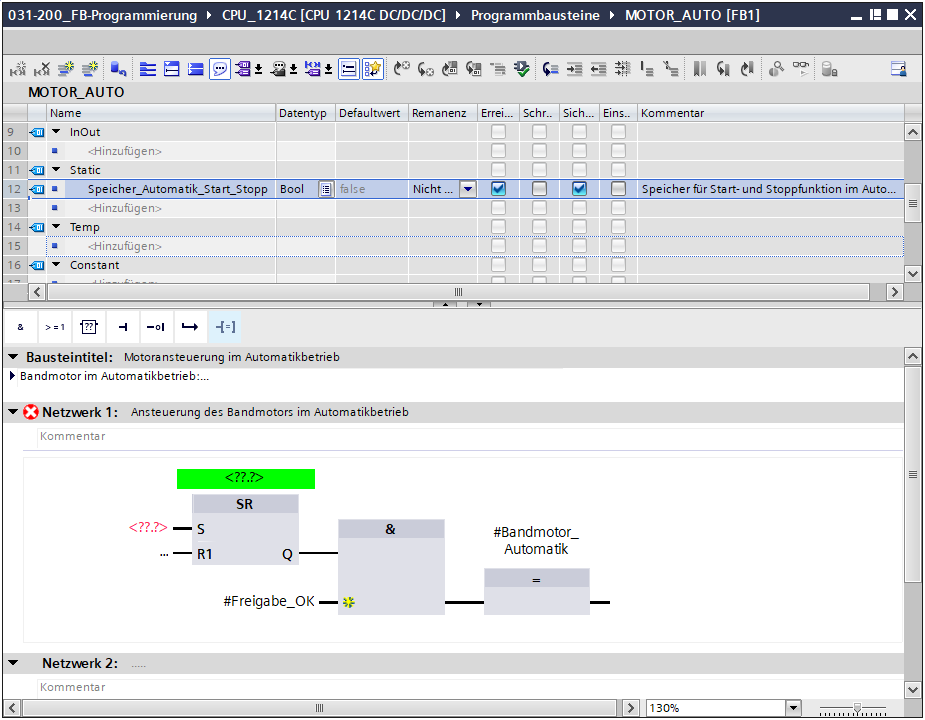 031-200_FB-Programmierung ▸ CPU_1214C [CPU 1214C DC/DC/DC] ▸ Programmbausteine ▸ MOTOR_AUTO [FB1]
MOTOR_AUTO
Name Datentyp Defaultwert Remanenz Errei... Schr.. Sich... Eins.. Kommentar
9 InOut
10 <Hinzufügen>
11 Static
12 Speicher_Automatik_Start_Stopp Bool false Nicht ... Speicher für Start- und Stoppfunktion im Auto...
13 <Hinzufügen>
14 Temp
15 <Hinzufügen>
16 Constant
17 <Hinzufügen>
& >=1 ?? -o| -[=]
Bausteintitel: Motoransteuerung im Automatikbetrieb
Bandmotor im Automatikbetrieb:...
Netzwerk 1: Ansteuerung des Bandmotors im Automatikbetrieb
Kommentar
<??.?>
SR
<??.?> S
... R1 Q
&
#Bandmotor_
Automatik
=
#Freigabe_OK
Netzwerk 2: .....
Kommentar
130%